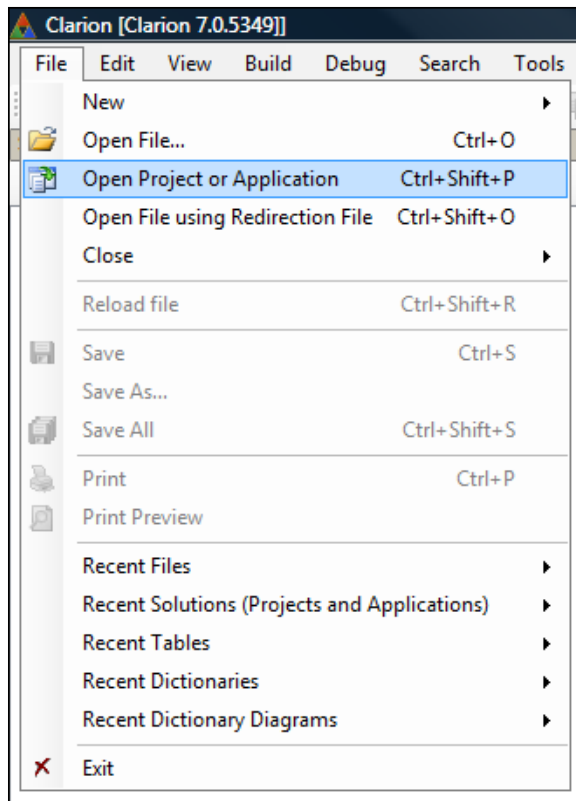 Clarion [Clarion 7.0.5349]]
File Edit View Build Debug Search Tools
New
Open File... Ctrl+O
Open Project or Application Ctrl+Shift+P
Open File using Redirection File Ctrl+Shift+O
Close
Reload file Ctrl+Shift+R
Save Ctrl+S
Save As...
Save All Ctrl+Shift+S
Print Ctrl+P
Print Preview
Recent Files
Recent Solutions (Projects and Applications)
Recent Tables
Recent Dictionaries
Recent Dictionary Diagrams
Exit